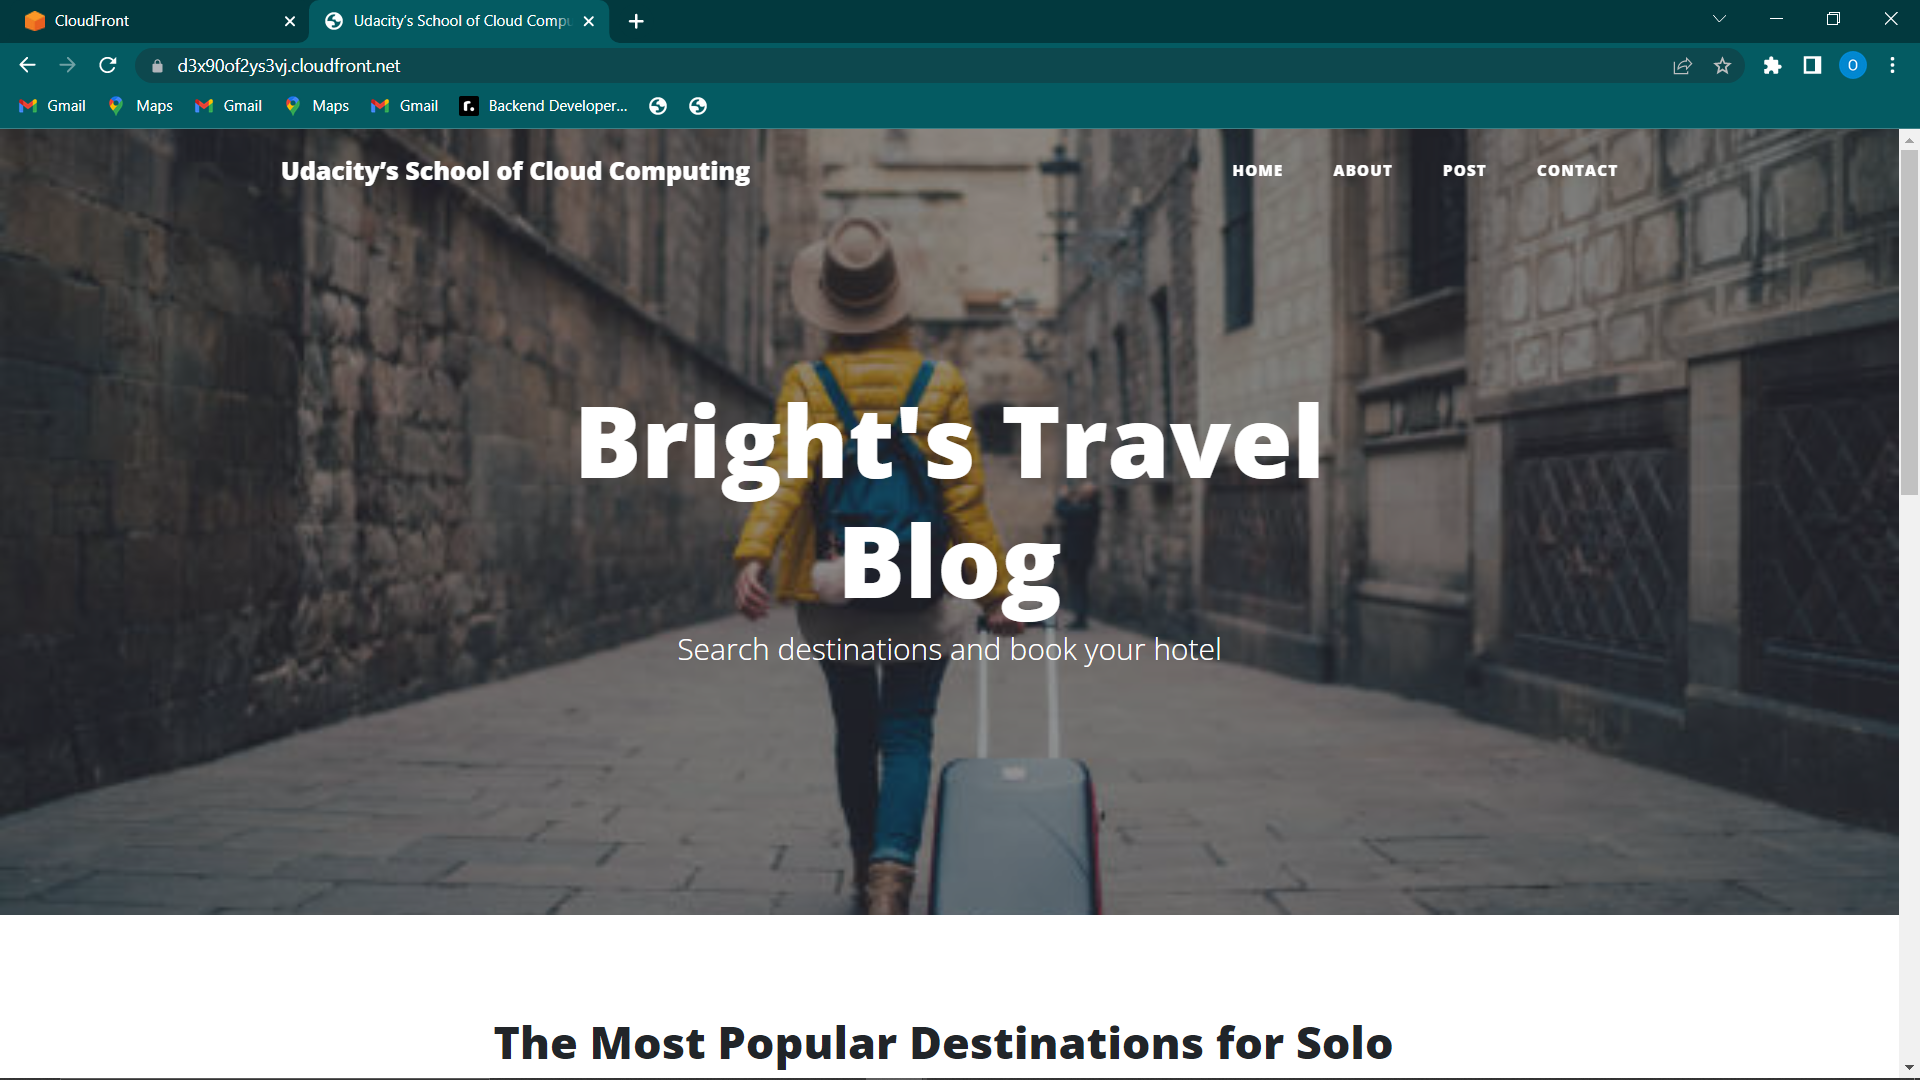 CloudFront
Udacity’s School of Cloud Compu
d3x90of2ys3vj.cloudfront.net
O
Gmail
Maps
Gmail
Maps
Gmail
r.
Backend Developer...
Udacity’s School of Cloud Computing
HOME
ABOUT
POST
CONTACT
Bright's Travel
Blog
Search destinations and book your hotel
The Most Popular Destinations for Solo